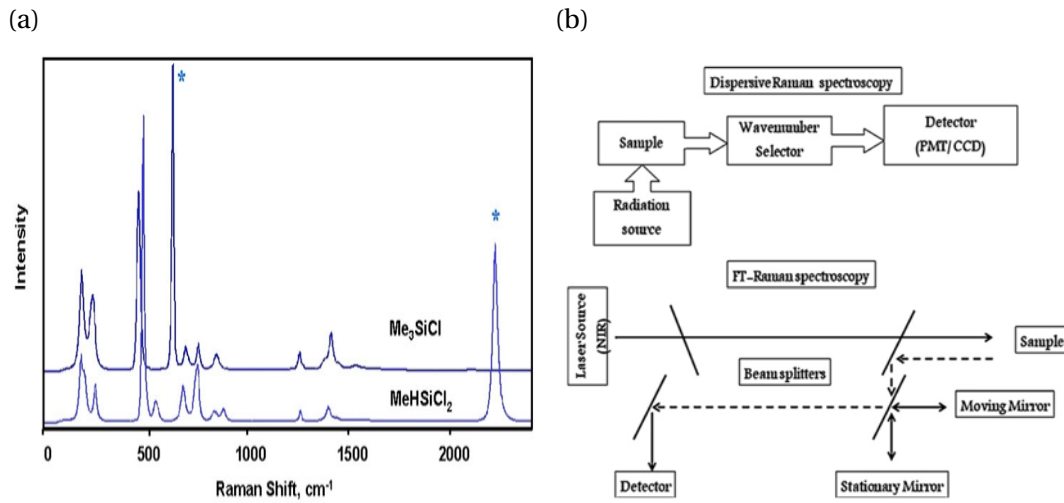 (a)
*
*
Intensity
Me₃SiCl
MeHSiCl₂
0
500
1000
1500
2000
Raman Shift, cm⁻¹
(b)
Dispersive Raman spectroscopy
Sample
Wavenumber
Selector
Detector
(PMT/CCD)
Radiation
source
FT-Raman spectroscopy
Laser Source
(NIR)
Sample
Beam splitters
Moving Mirror
Detector
Stationary Mirror